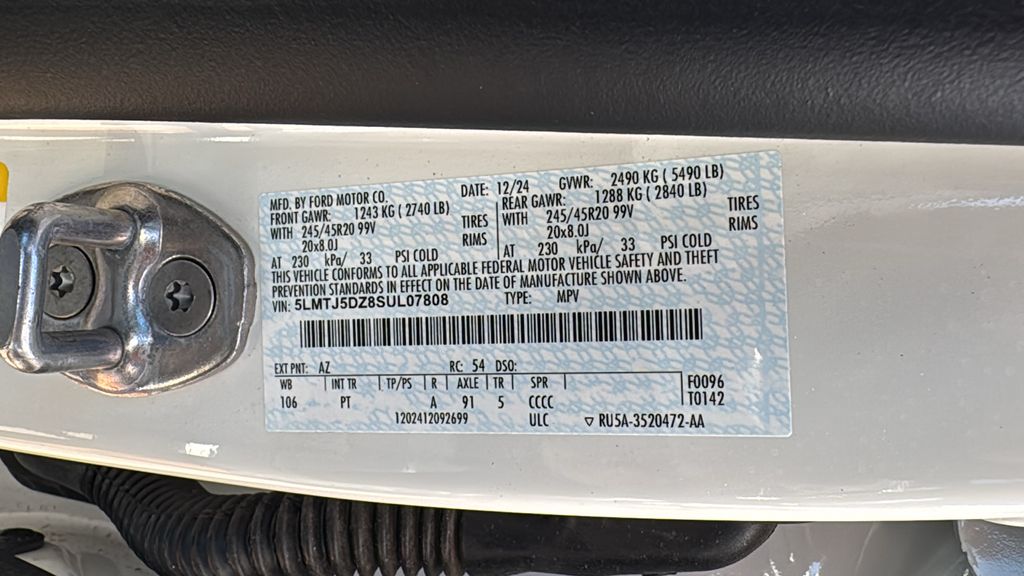 MFD. BY FORD MOTOR CO. DATE: 12/24 GVWR: 2490 KG ( 5490 LB)
FRONT GAWR: 1243 KG ( 2740 LB) REAR GAWR: 1288 KG ( 2840 LB)
WITH 245/45R20 99V TIRES WITH 245/45R20 99V TIRES
20x8.0J RIMS 20x8.0J RIMS
AT 230 kPa/ 33 PSI COLD AT 230 kPa/ 33 PSI COLD
THIS VEHICLE CONFORMS TO ALL APPLICABLE FEDERAL MOTOR VEHICLE SAFETY AND THEFT
PREVENTION STANDARDS IN EFFECT ON THE DATE OF MANUFACTURE SHOWN ABOVE.
VIN: 5LMTJ5DZ8SUL07808 TYPE: MPV
EXT PNT: AZ RC: 54 DSO:
WB INT TR TP/PS R AXLE TR SPR F0096
106 PT A 91 5 CCCC T0142
1202412092699 ULC ▽ RU5A-3520472-AA